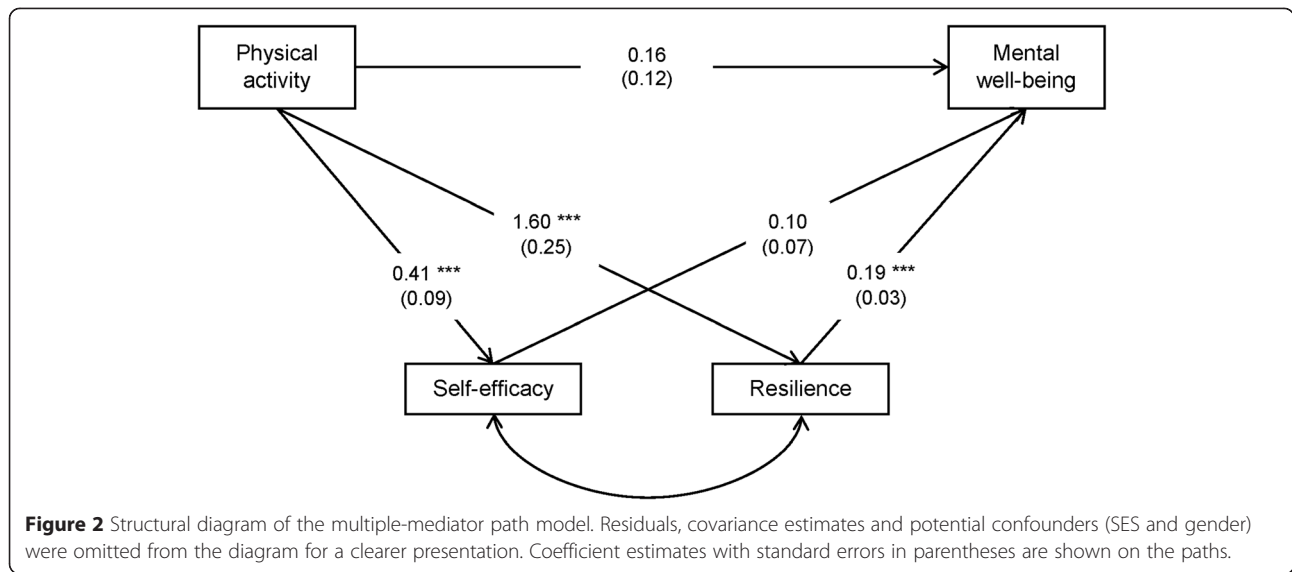 Physical
activity
0.16
(0.12)
Mental
well-being
1.60 ***
(0.25)
0.10
(0.07)
0.41 ***
(0.09)
0.19 ***
(0.03)
Self-efficacy
Resilience
Figure 2 Structural diagram of the multiple-mediator path model. Residuals, covariance estimates and potential confounders (SES and gender)
were omitted from the diagram for a clearer presentation. Coefficient estimates with standard errors in parentheses are shown on the paths.